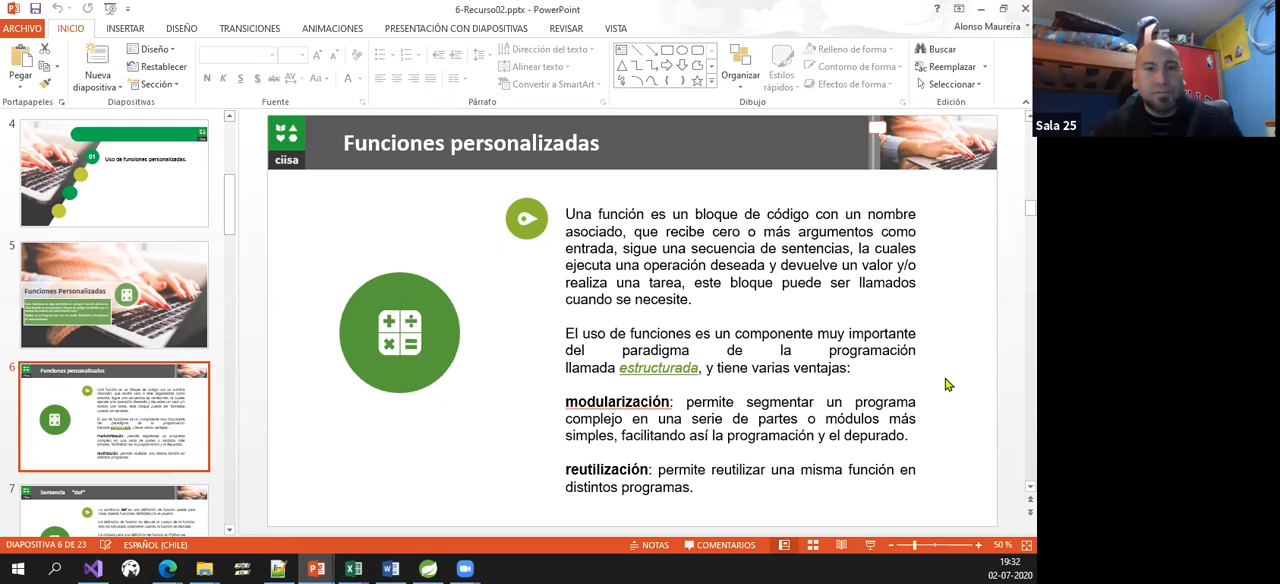 6-Recurso02.pptx - PowerPoint
ARCHIVO INICIO INSERTAR DISEÑO TRANSICIONES ANIMACIONES PRESENTACIÓN CON DIAPOSITIVAS REVISAR VISTA
Alonso Maureira
Pegar
Nueva diapositiva
Diseño
Restablecer
Sección
Dirección del texto
Alinear texto
Convertir a SmartArt
Organizar
Estilos rápidos
Relleno de forma
Contorno de forma
Efectos de forma
Buscar
Reemplazar
Seleccionar
Portapapeles Diapositivas Fuente Párrafo Dibujo Edición
Sala 25
4
01
Uso de funciones personalizadas.
5
Funciones Personalizadas
6
Funciones personalizadas
7
Sentencia "def"
ciisa
Funciones personalizadas
Una función es un bloque de código con un nombre
asociado, que recibe cero o más argumentos como
entrada, sigue una secuencia de sentencias, la cuales
ejecuta una operación deseada y devuelve un valor y/o
realiza una tarea, este bloque puede ser llamados
cuando se necesite.
El uso de funciones es un componente muy importante
del paradigma de la programación
llamada estructurada, y tiene varias ventajas:
modularización: permite segmentar un programa
complejo en una serie de partes o módulos más
simples, facilitando así la programación y el depurado.
reutilización: permite reutilizar una misma función en
distintos programas.
DIAPOSITIVA 6 DE 23 ESPAÑOL (CHILE) NOTAS COMENTARIOS 50 %
19:32
02-07-2020